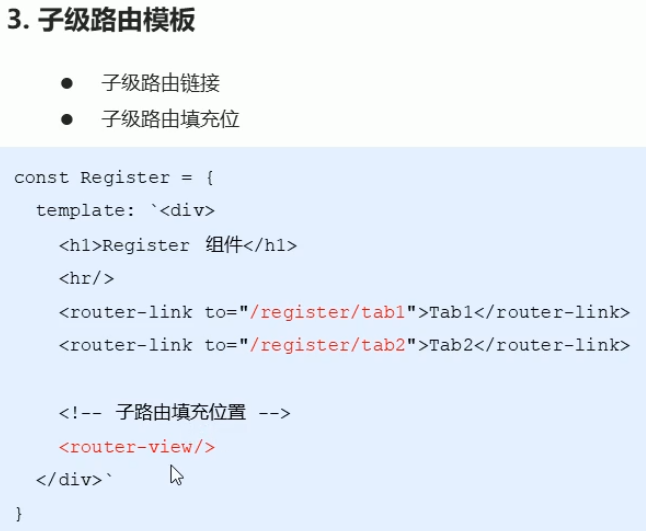 3. 子级路由模板
● 子级路由链接
● 子级路由填充位
const Register = {
  template: `<div>
    <h1>Register 组件</h1>
    <hr/>
    <router-link to="/register/tab1">Tab1</router-link>
    <router-link to="/register/tab2">Tab2</router-link>

    <!-- 子路由填充位置 -->
    <router-view/>
  </div>`
}